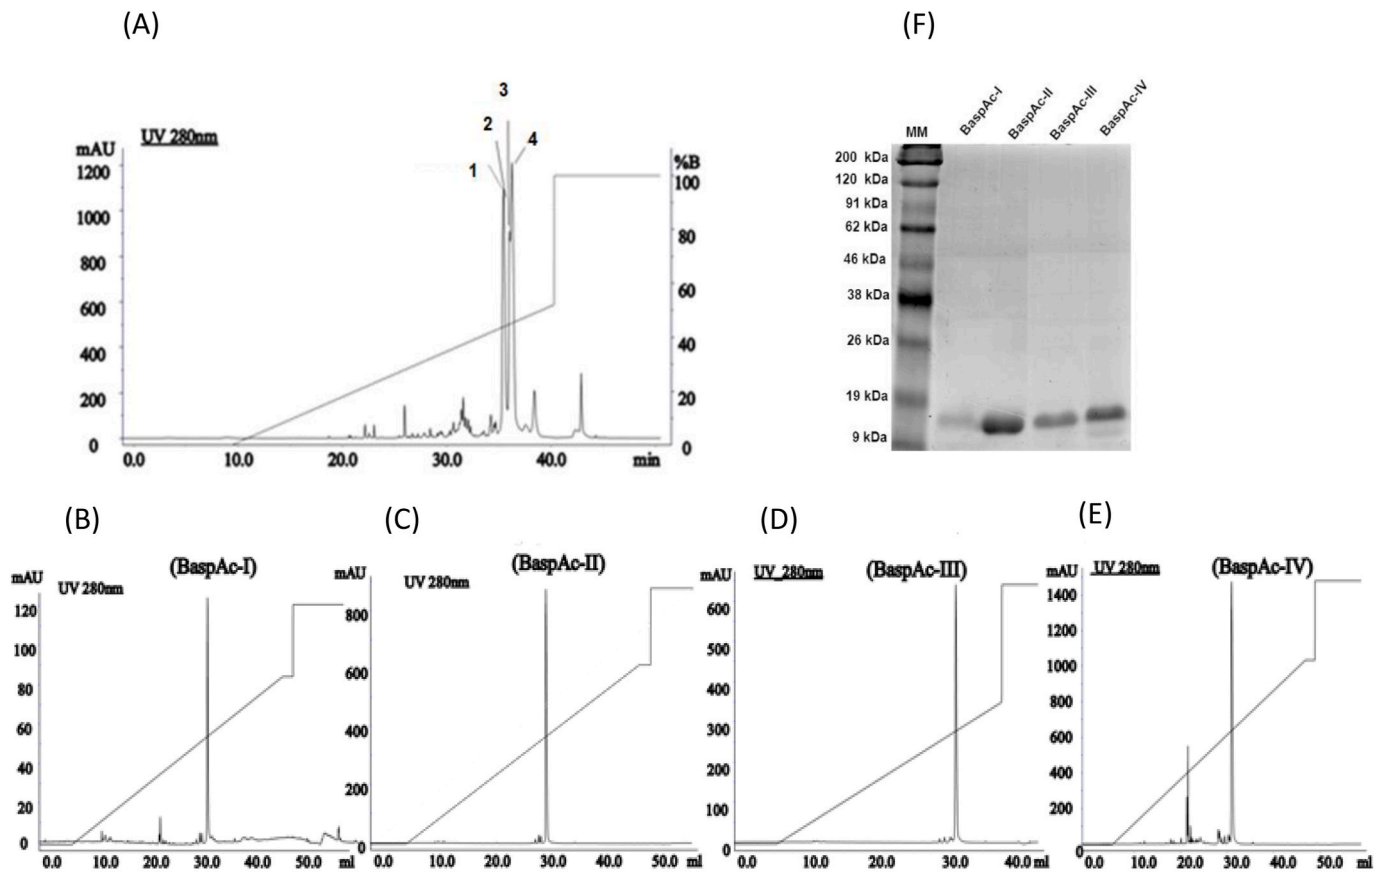 (A)
UV 280nm
mAU
1200
1000
800
600
400
200
0
1
2
3
4
%B
100
80
60
40
20
0
0.0 10.0 20.0 30.0 40.0 min
(F)
MM BaspAc-I BaspAc-II BaspAc-III BaspAc-IV
200 kDa
120 kDa
91 kDa
62 kDa
46 kDa
38 kDa
26 kDa
19 kDa
9 kDa
(B)
(BaspAc-I)
mAU
UV 280nm
120
100
80
60
40
20
0
0.0 10.0 20.0 30.0 40.0 50.0 ml
(C)
(BaspAc-II)
mAU
UV 280nm
800
600
400
200
0
0.0 10.0 20.0 30.0 40.0 50.0 ml
(D)
(BaspAc-III)
mAU
UV_280nm
600
500
400
300
200
100
0
0.0 10.0 20.0 30.0 40.0 ml
(E)
(BaspAc-IV)
mAU
UV 280nm
1400
1200
1000
800
600
400
200
0
0.0 10.0 20.0 30.0 40.0 50.0 ml